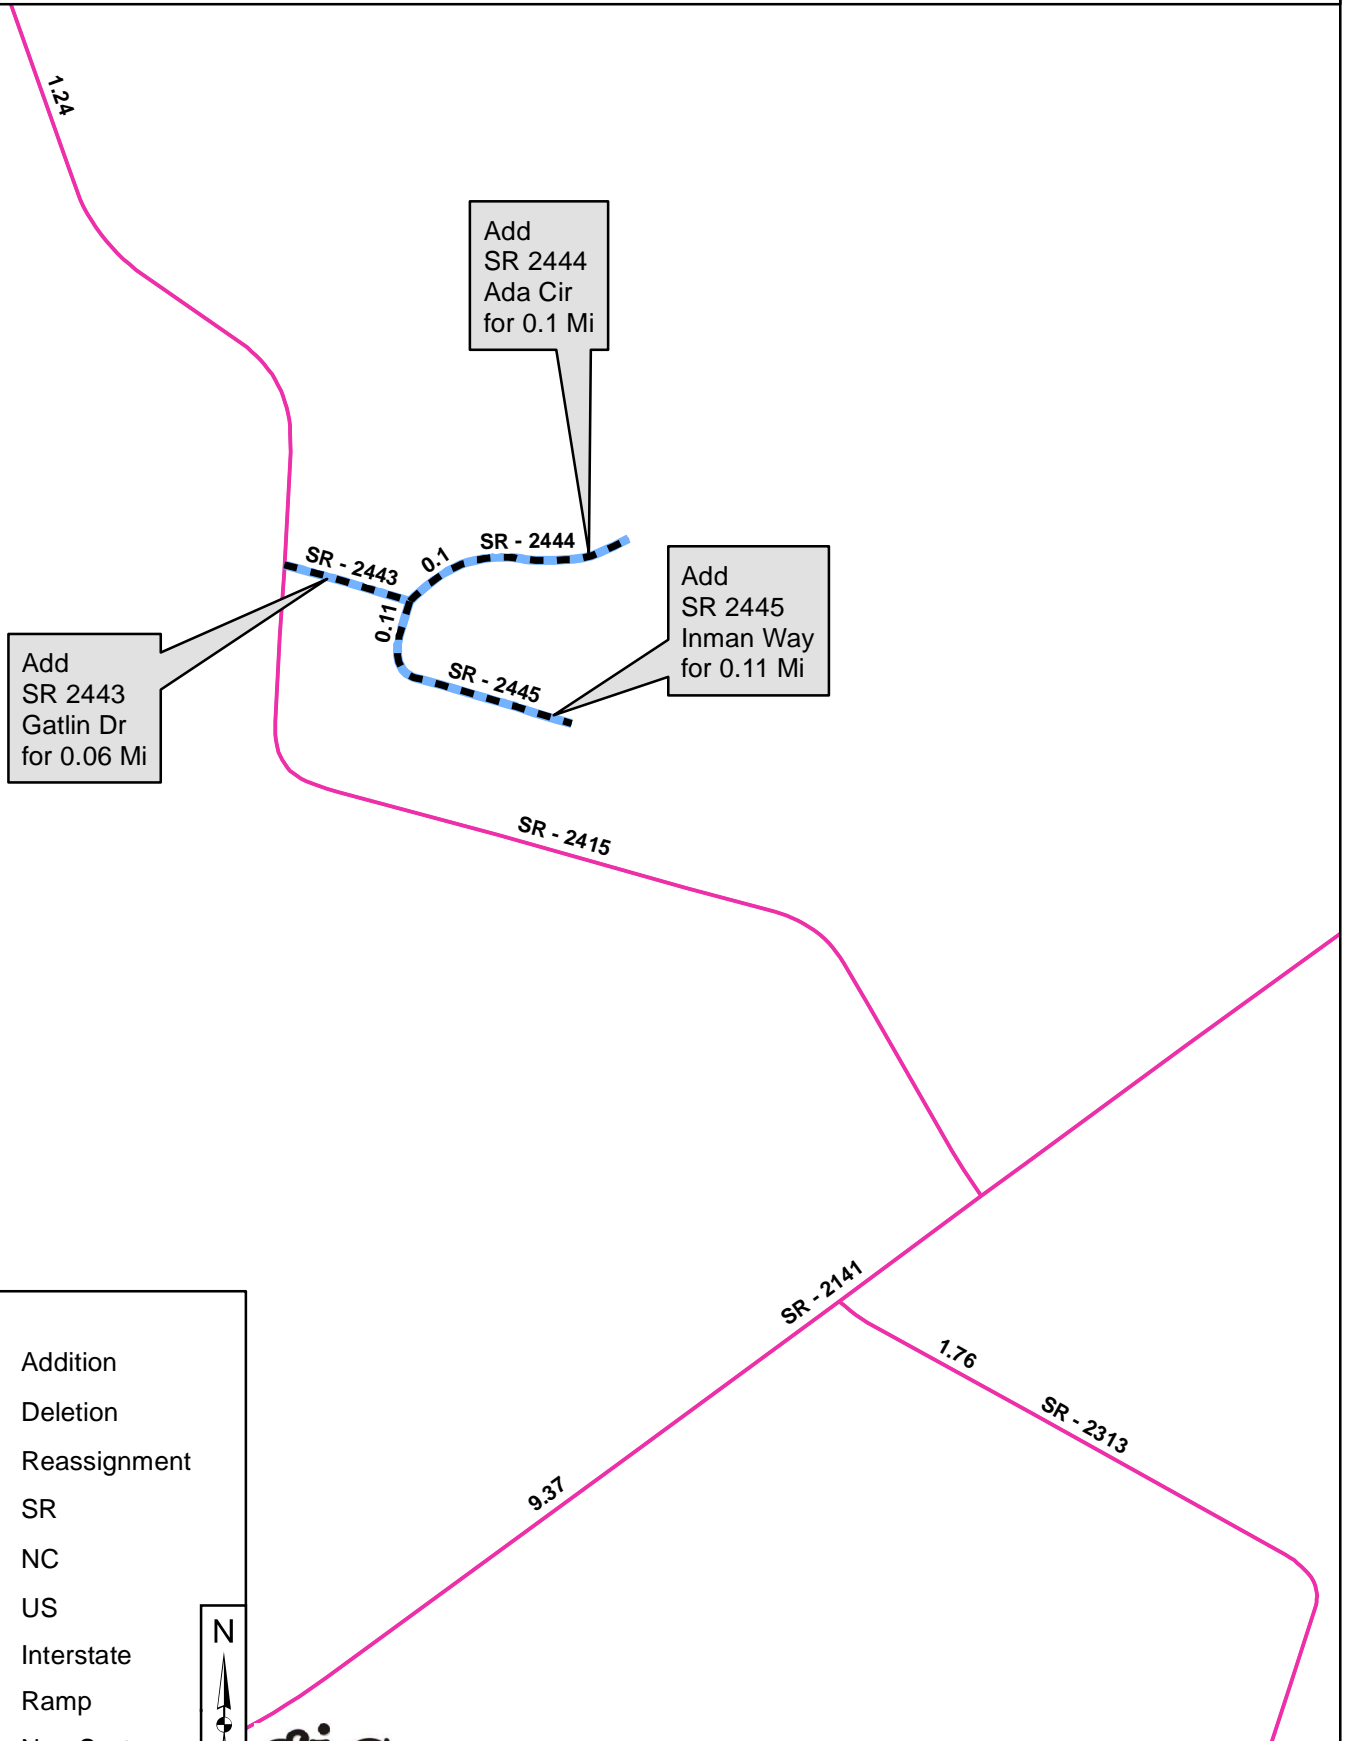 1.24
Add
SR 2444
Ada Cir
for 0.1 Mi
SR - 2444
0.1
SR - 2443
0.11
Add
SR 2445
Inman Way
for 0.11 Mi
SR - 2445
Add
SR 2443
Gatlin Dr
for 0.06 Mi
SR - 2415
SR - 2141
1.76
SR - 2313
9.37
Addition
Deletion
Reassignment
SR
NC
US
Interstate
Ramp
N